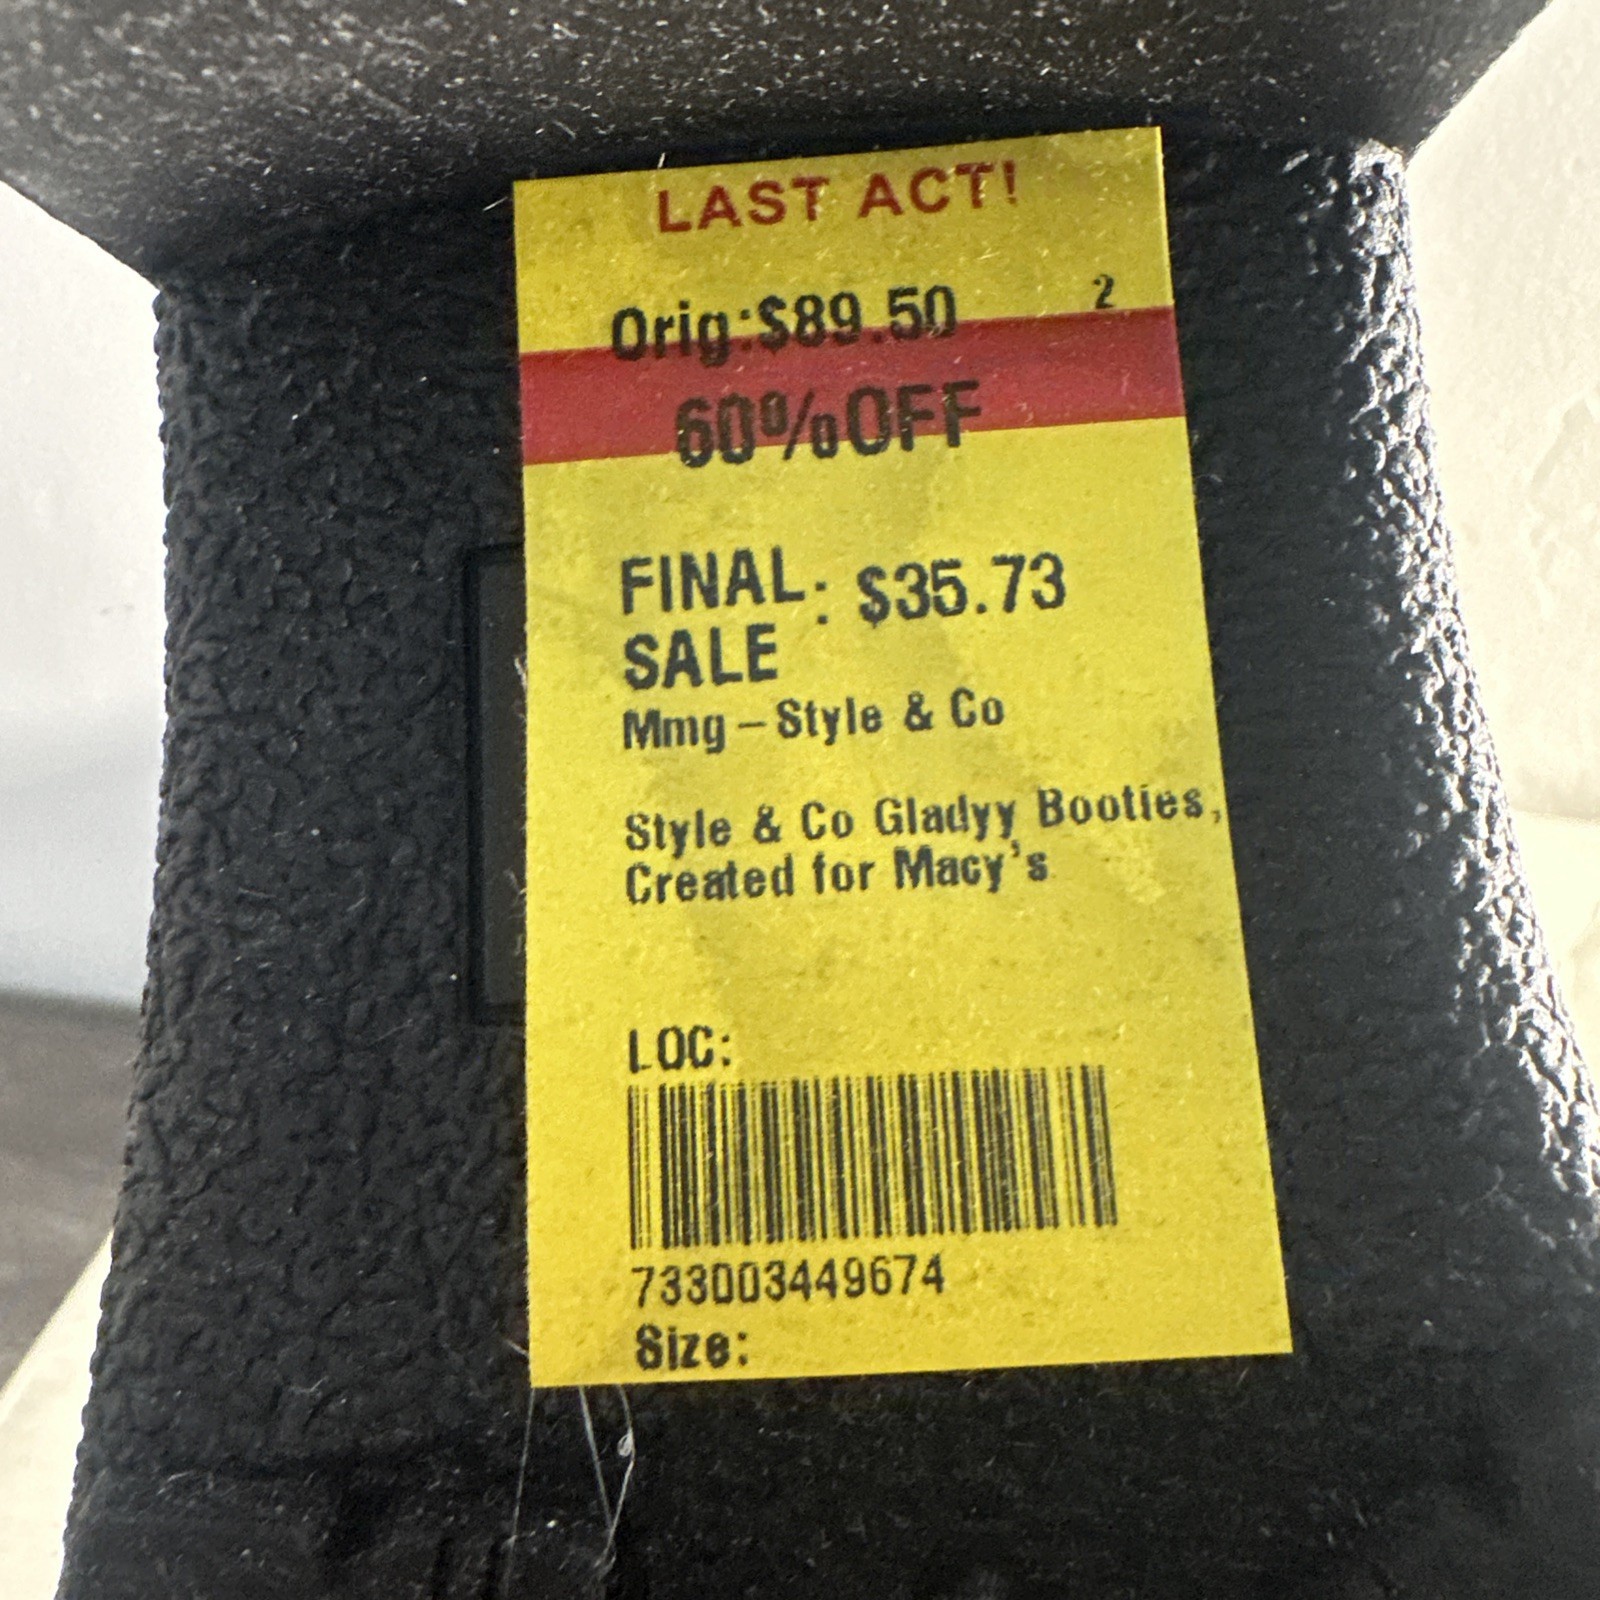 LAST ACT!
2
Orig:$89.50
60%OFF
FINAL: $35.73
SALE
Mmg - Style & Co
Style & Co Gladyy Booties,
Created for Macy's
LOC:
733003449674
Size: